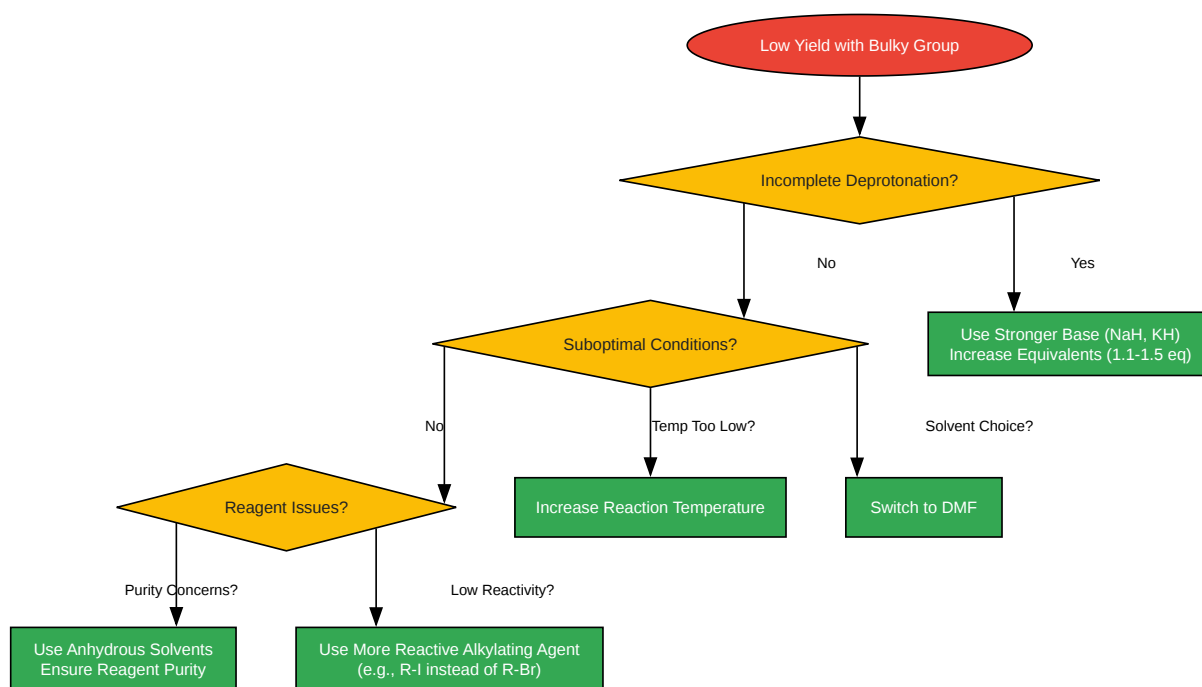 Low Yield with Bulky Group
Incomplete Deprotonation?
No
Yes
Use Stronger Base (NaH, KH)
Increase Equivalents (1.1-1.5 eq)
Suboptimal Conditions?
No
Temp Too Low?
Solvent Choice?
Reagent Issues?
Increase Reaction Temperature
Switch to DMF
Purity Concerns?
Low Reactivity?
Use Anhydrous Solvents
Ensure Reagent Purity
Use More Reactive Alkylating Agent
(e.g., R-I instead of R-Br)